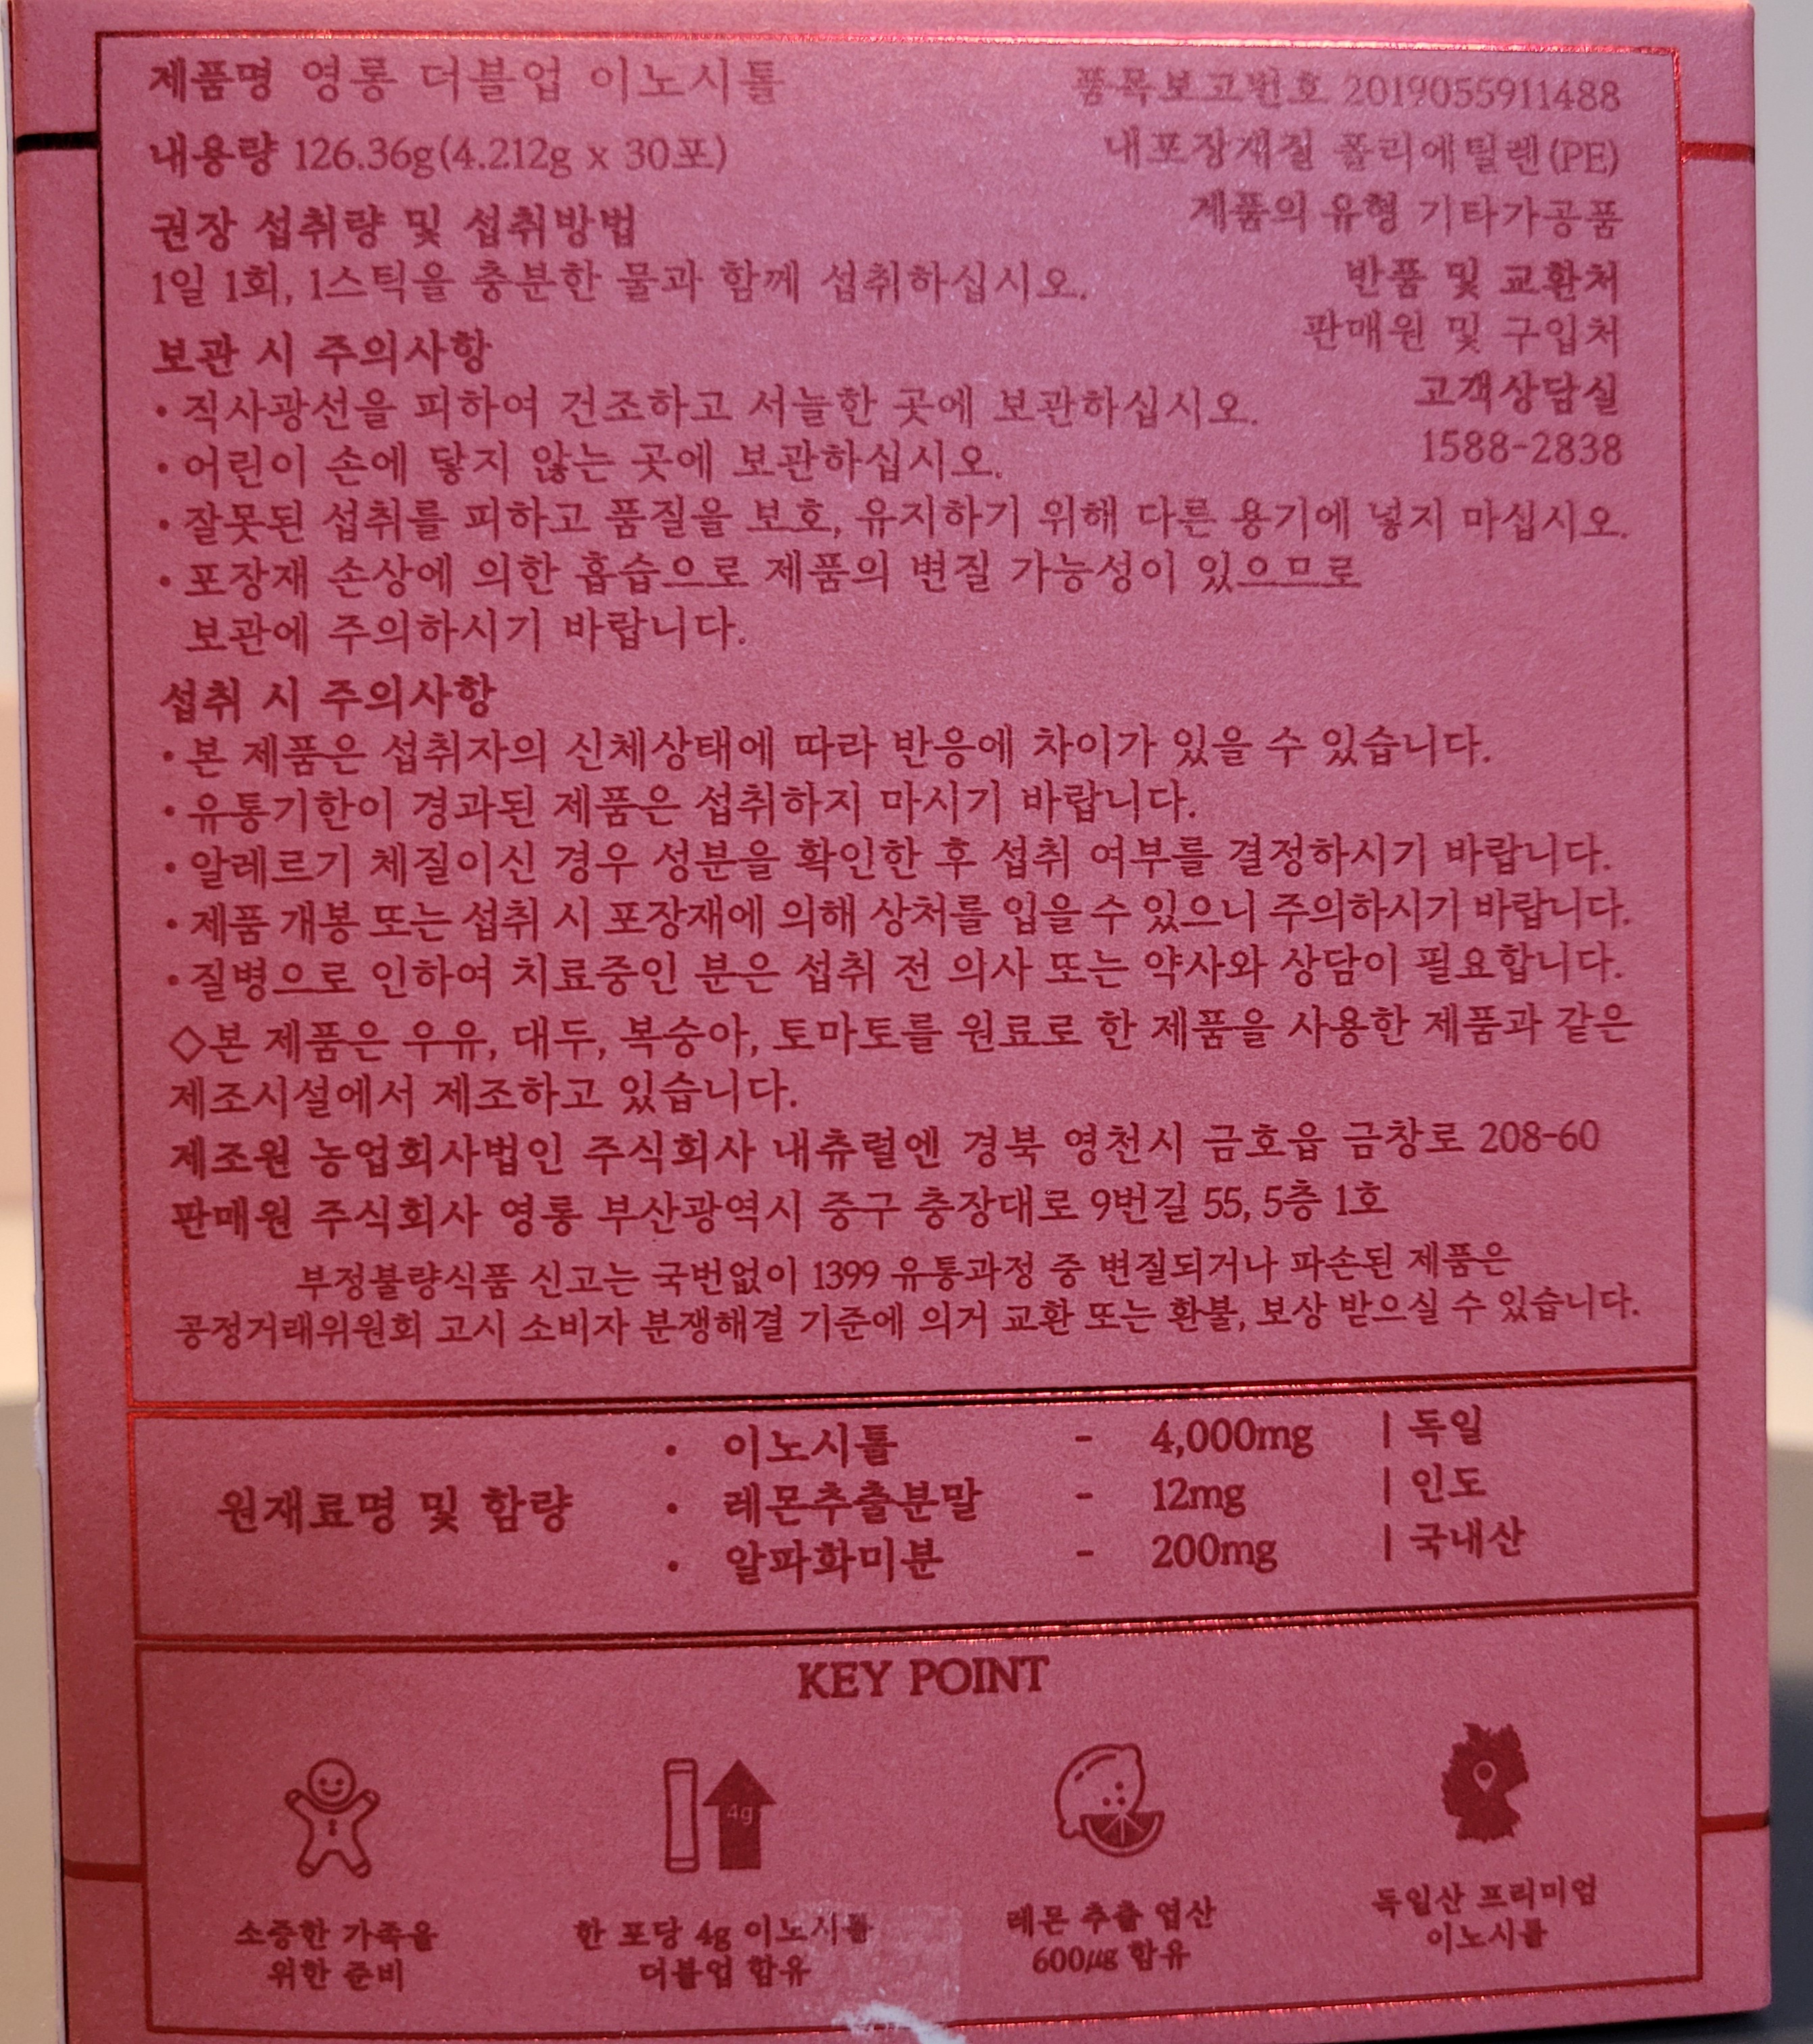 제품명 영롱 더블업 이노시톨
내용량 126.36g(4.212g x 30포)
권장 섭취량 및 섭취방법
1일 1회, 1스틱을 충분한 물과 함께 섭취하십시오.
품목보고번호 2019055911488
내포장재질 폴리에틸렌(PE)
제품의 유형 기타가공품
반품 및 교환처
판매원 및 구입처
고객상담실
1588-2838
보관 시 주의사항
• 직사광선을 피하여 건조하고 서늘한 곳에 보관하십시오.
• 어린이 손에 닿지 않는 곳에 보관하십시오.
• 잘못된 섭취를 피하고 품질을 보호, 유지하기 위해 다른 용기에 넣지 마십시오.
• 포장재 손상에 의한 흡습으로 제품의 변질 가능성이 있으므로
보관에 주의하시기 바랍니다.
섭취 시 주의사항
• 본 제품은 섭취자의 신체상태에 따라 반응에 차이가 있을 수 있습니다.
• 유통기한이 경과된 제품은 섭취하지 마시기 바랍니다.
• 알레르기 체질이신 경우 성분을 확인한 후 섭취 여부를 결정하시기 바랍니다.
• 제품 개봉 또는 섭취 시 포장재에 의해 상처를 입을 수 있으니 주의하시기 바랍니다.
• 질병으로 인하여 치료중인 분은 섭취 전 의사 또는 약사와 상담이 필요합니다.
◇본 제품은 우유, 대두, 복숭아, 토마토를 원료로 한 제품을 사용한 제품과 같은
제조시설에서 제조하고 있습니다.
제조원 농업회사법인 주식회사 내츄럴엔 경북 영천시 금호읍 금창로 208-60
판매원 주식회사 영롱 부산광역시 중구 충장대로 9번길 55, 5층 1호
부정불량식품 신고는 국번없이 1399 유통과정 중 변질되거나 파손된 제품은
공정거래위원회 고시 소비자 분쟁해결 기준에 의거 교환 또는 환불, 보상 받으실 수 있습니다.
원재료명 및 함량
• 이노시톨 - 4,000mg | 독일
• 레몬추출분말 - 12mg | 인도
• 알파화미분 - 200mg | 국내산
KEY POINT
4g
소중한 가족을
위한 준비
한 포당 4g 이노시톨
더블업 함유
레몬 추출 엽산
600μg 함유
독일산 프리미엄
이노시톨